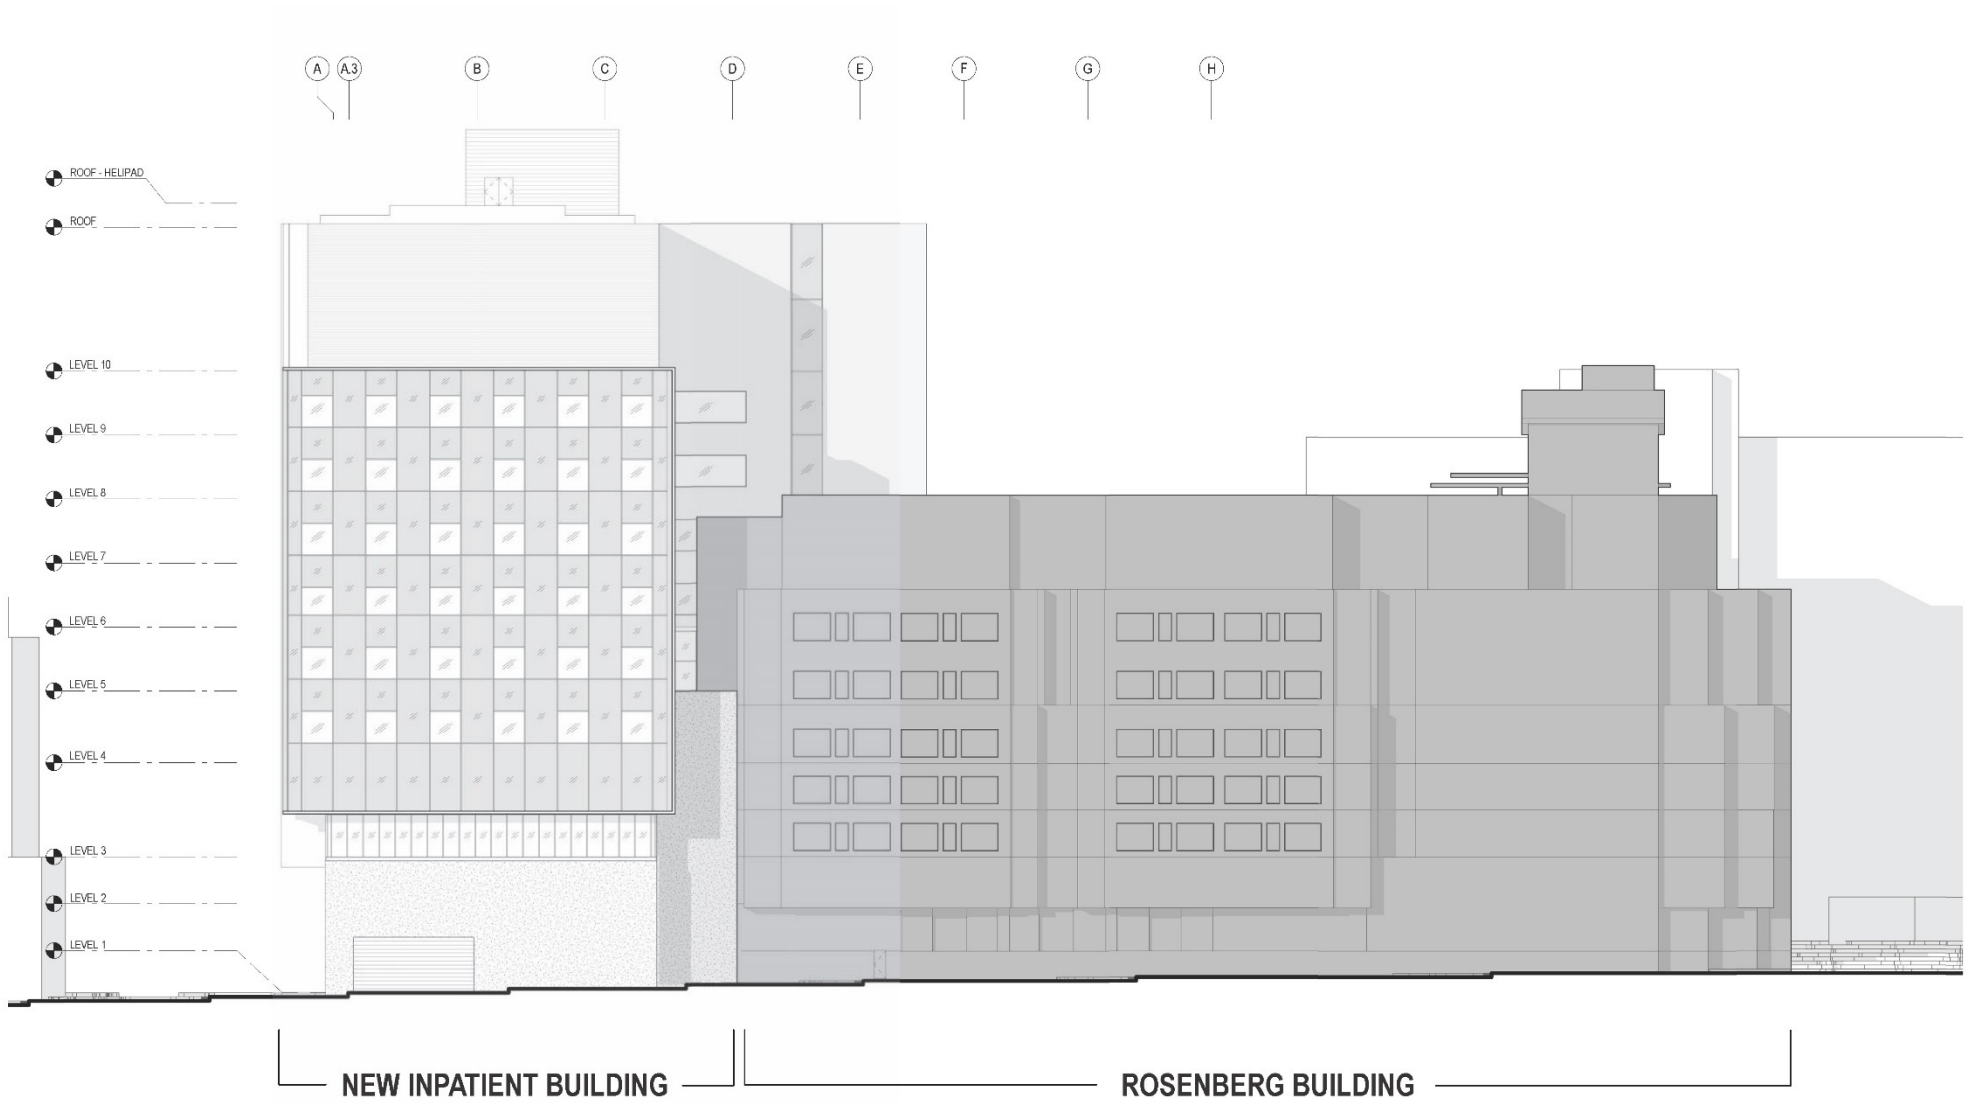 A A.3 B C D E F G H
ROOF - HELIPAD
ROOF
LEVEL 10
LEVEL 9
LEVEL 8
LEVEL 7
LEVEL 6
LEVEL 5
LEVEL 4
LEVEL 3
LEVEL 2
LEVEL 1
NEW INPATIENT BUILDING
ROSENBERG BUILDING